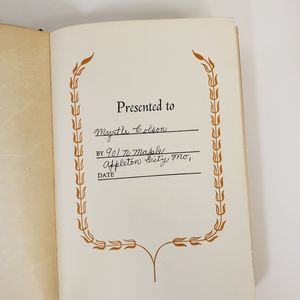 Presented to
Myrtle Colson
BY 901 N Maple
Appleton City Mo,
DATE